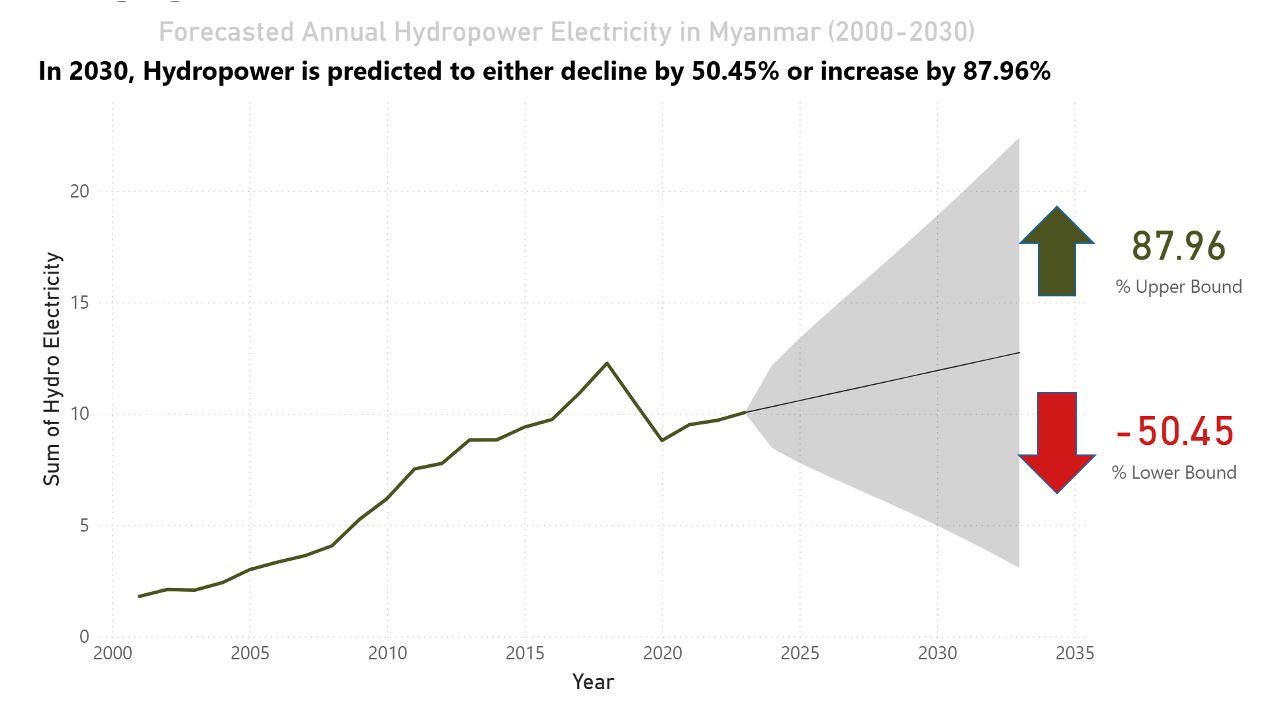 Forecasted Annual Hydropower Electricity in Myanmar (2000-2030)
In 2030, Hydropower is predicted to either decline by 50.45% or increase by 87.96%
Sum of Hydro Electricity
20
15
10
5
0
2000 2005 2010 2015 2020 2025 2030 2035
Year
87.96
% Upper Bound
-50.45
% Lower Bound